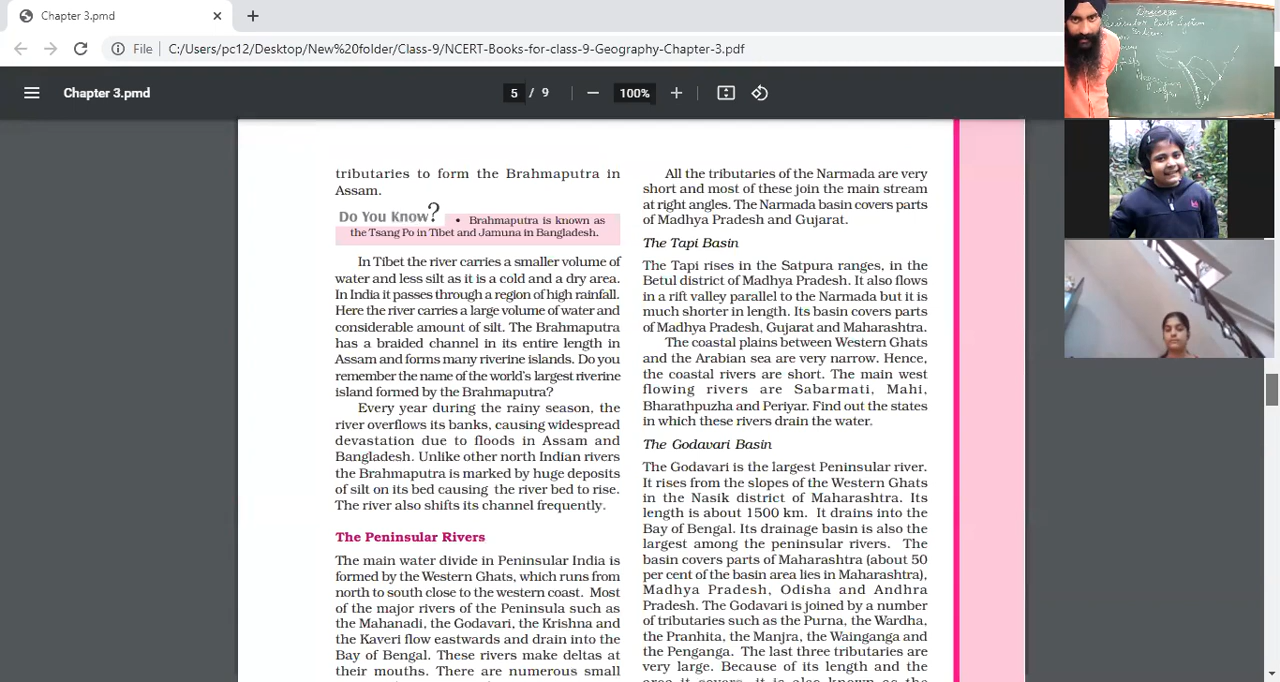 Chapter 3.pmd
File
C:/Users/pc12/Desktop/New%20folder/Class-9/NCERT-Books-for-class-9-Geography-Chapter-3.pdf
Chapter 3.pmd
5 / 9
100%
tributaries to form the Brahmaputra in
Assam.
Do You Know?
• Brahmaputra is known as
the Tsang Po in Tibet and Jamuna in Bangladesh.
In Tibet the river carries a smaller volume of
water and less silt as it is a cold and a dry area.
In India it passes through a region of high rainfall.
Here the river carries a large volume of water and
considerable amount of silt. The Brahmaputra
has a braided channel in its entire length in
Assam and forms many riverine islands. Do you
remember the name of the world's largest riverine
island formed by the Brahmaputra?
Every year during the rainy season, the
river overflows its banks, causing widespread
devastation due to floods in Assam and
Bangladesh. Unlike other north Indian rivers
the Brahmaputra is marked by huge deposits
of silt on its bed causing the river bed to rise.
The river also shifts its channel frequently.
The Peninsular Rivers
The main water divide in Peninsular India is
formed by the Western Ghats, which runs from
north to south close to the western coast. Most
of the major rivers of the Peninsula such as
the Mahanadi, the Godavari, the Krishna and
the Kaveri flow eastwards and drain into the
Bay of Bengal. These rivers make deltas at
their mouths. There are numerous small
All the tributaries of the Narmada are very
short and most of these join the main stream
at right angles. The Narmada basin covers parts
of Madhya Pradesh and Gujarat.
The Tapi Basin
The Tapi rises in the Satpura ranges, in the
Betul district of Madhya Pradesh. It also flows
in a rift valley parallel to the Narmada but it is
much shorter in length. Its basin covers parts
of Madhya Pradesh, Gujarat and Maharashtra.
The coastal plains between Western Ghats
and the Arabian sea are very narrow. Hence,
the coastal rivers are short. The main west
flowing rivers are Sabarmati, Mahi,
Bharathpuzha and Periyar. Find out the states
in which these rivers drain the water.
The Godavari Basin
The Godavari is the largest Peninsular river.
It rises from the slopes of the Western Ghats
in the Nasik district of Maharashtra. Its
length is about 1500 km. It drains into the
Bay of Bengal. Its drainage basin is also the
largest among the peninsular rivers. The
basin covers parts of Maharashtra (about 50
per cent of the basin area lies in Maharashtra),
Madhya Pradesh, Odisha and Andhra
Pradesh. The Godavari is joined by a number
of tributaries such as the Purna, the Wardha,
the Pranhita, the Manjra, the Wainganga and
the Penganga. The last three tributaries are
very large. Because of its length and the
area it covers, it is also known as the